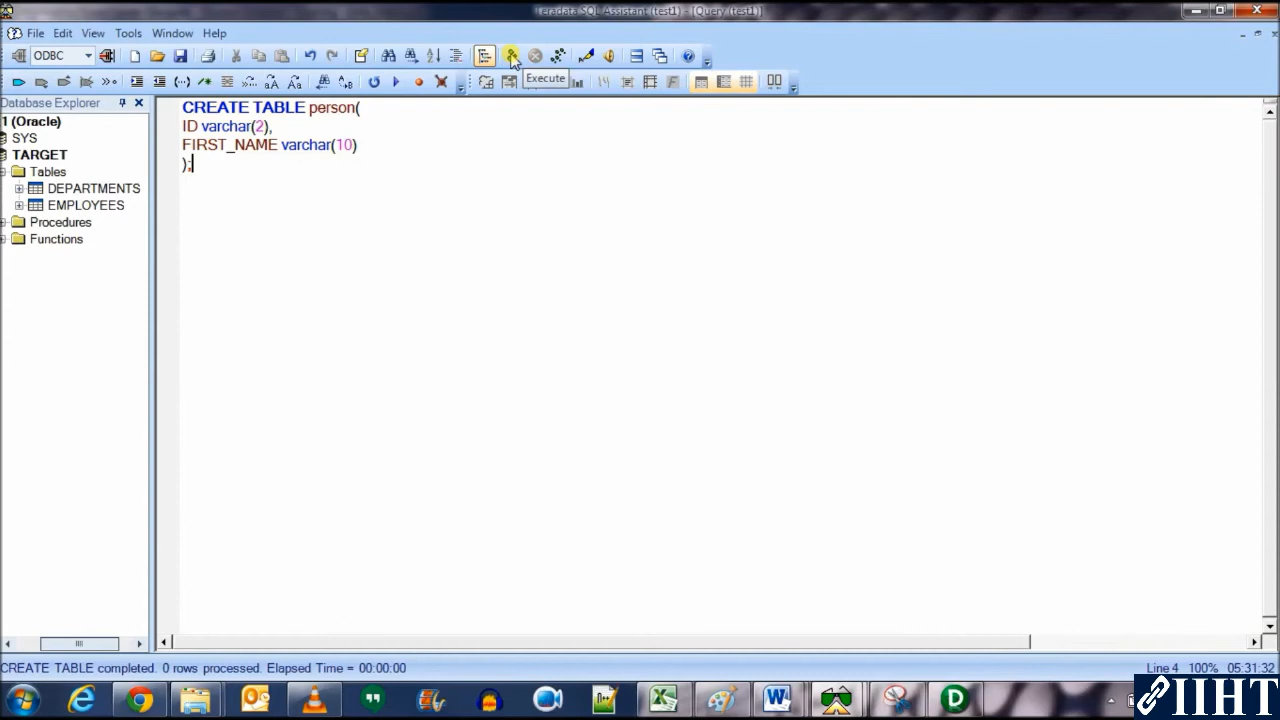 Teradata SQL Assistant (test1) - [Query (test1)]
File Edit View Tools Window Help
ODBC
Execute
Database Explorer
1 (Oracle)
SYS
TARGET
Tables
DEPARTMENTS
EMPLOYEES
Procedures
Functions
CREATE TABLE person(
ID varchar(2),
FIRST_NAME varchar(10)
);
CREATE TABLE completed. 0 rows processed. Elapsed Time = 00:00:00
Line 4 100% 05:31:32
IIHT